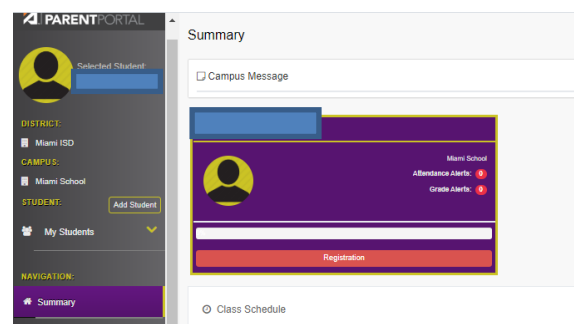 PARENTPORTAL
Selected Student:
DISTRICT:
Miami ISD
CAMPUS:
Miami School
STUDENT:
Add Student
My Students
NAVIGATION:
Summary
Summary
Campus Message
Miami School
Attendance Alerts: 0
Grade Alerts: 0
Registration
Class Schedule